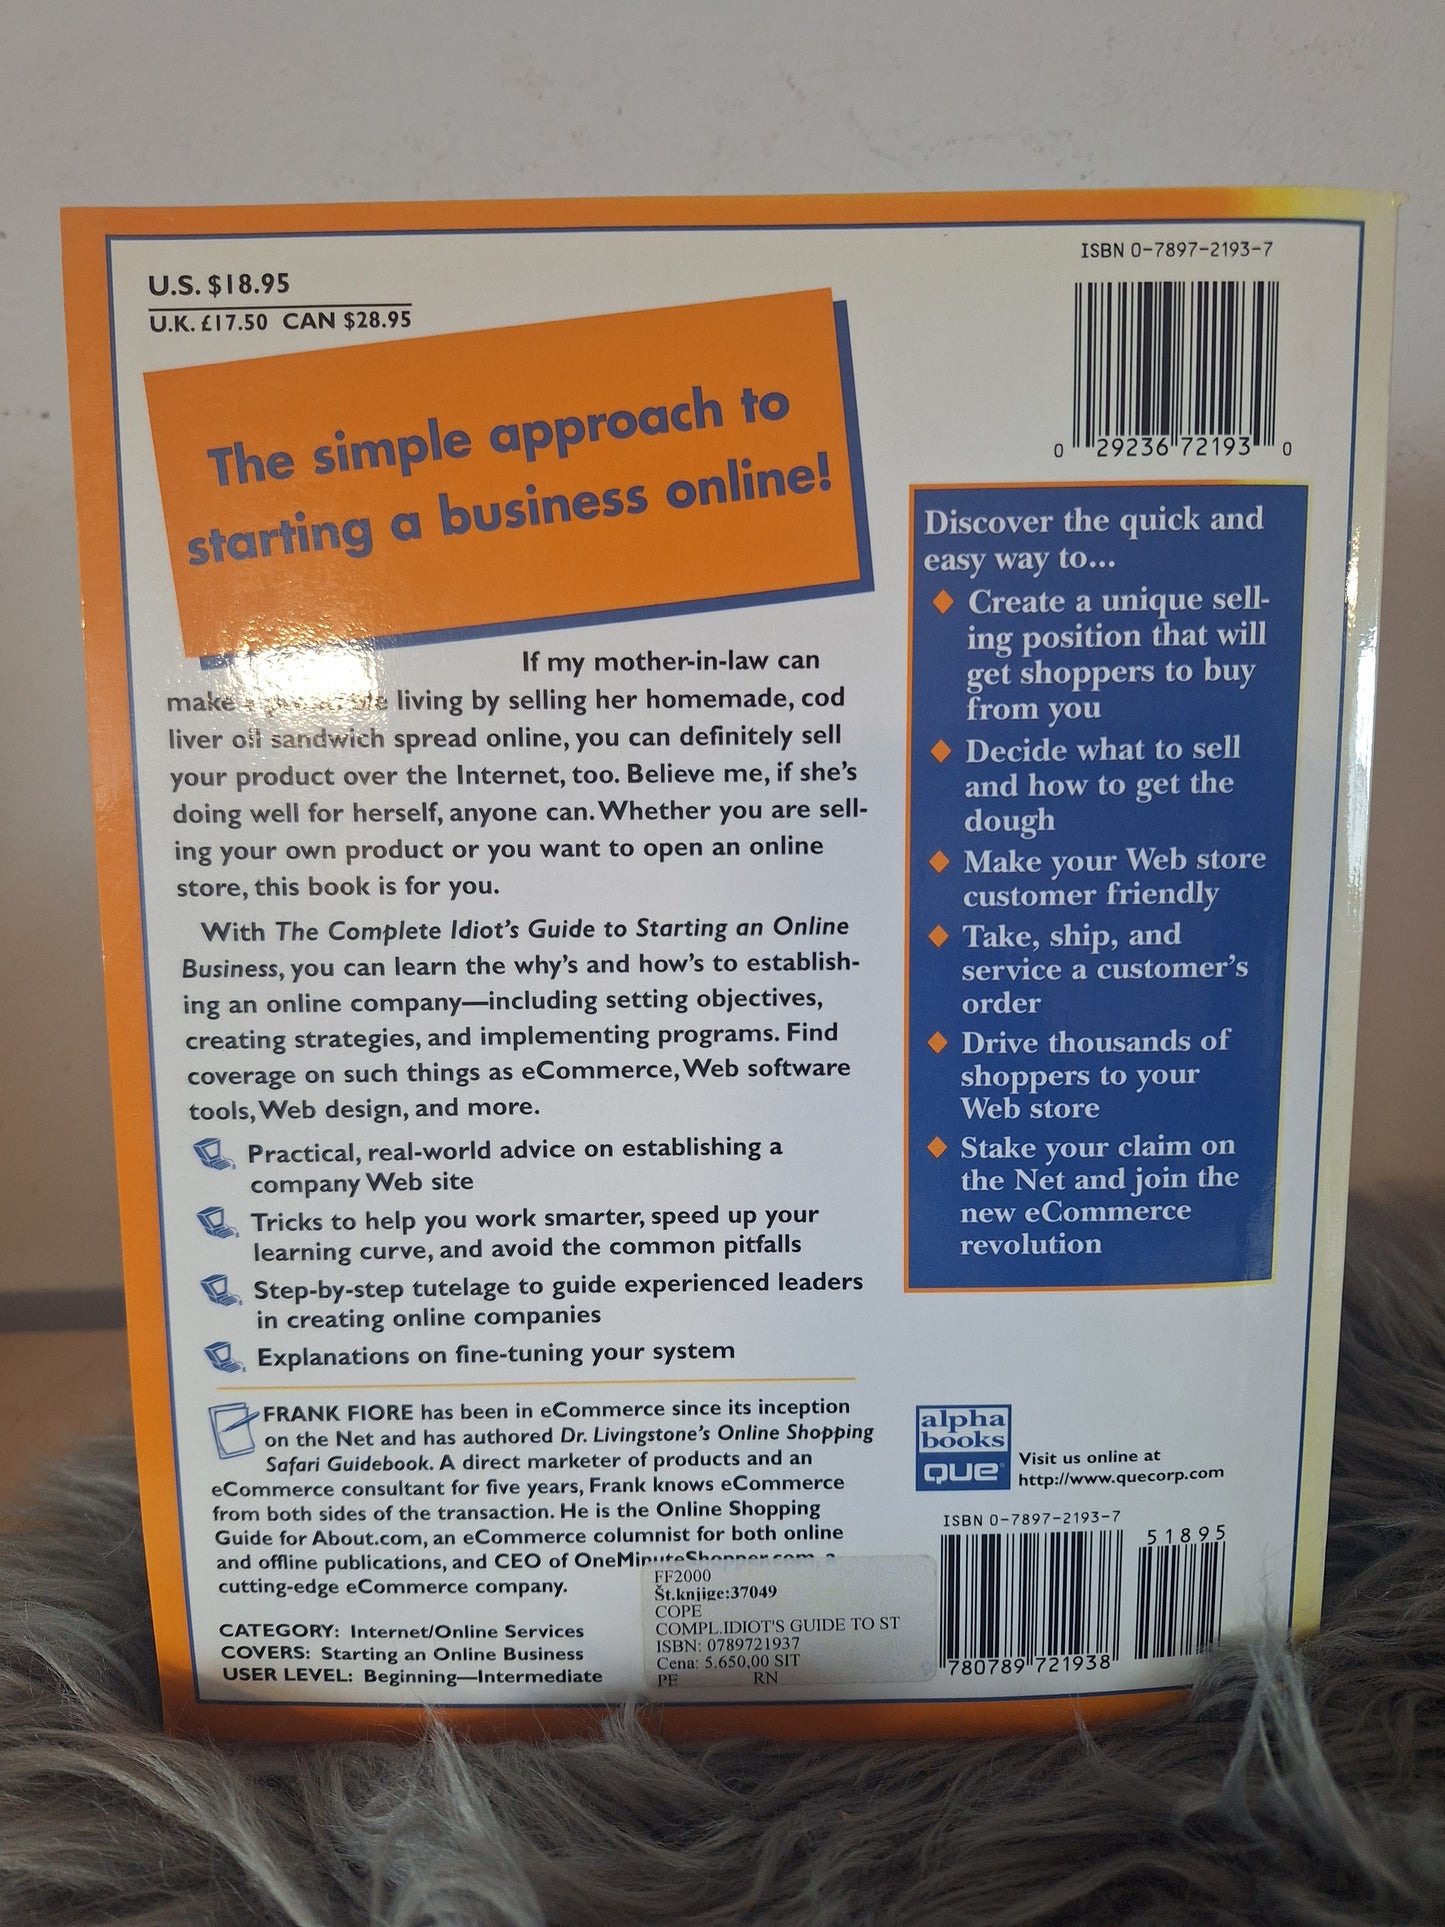 U.S. $18.95
U.K. £17.50 CAN $28.95
The simple approach to
starting a business online!
If my mother-in-law can
make living by selling her homemade, cod
liver oil sandwich spread online, you can definitely sell
your product over the Internet, too. Believe me, if she's
doing well for herself, anyone can. Whether you are sell-
ing your own product or you want to open an online
store, this book is for you.
With The Complete Idiot's Guide to Starting an Online
Business, you can learn the why's and how's to establish-
ing an online company—including setting objectives,
creating strategies, and implementing programs. Find
coverage on such things as eCommerce, Web software
tools, Web design, and more.
Practical, real-world advice on establishing a
company Web site
Tricks to help you work smarter, speed up your
learning curve, and avoid the common pitfalls
Step-by-step tutelage to guide experienced leaders
in creating online companies
Explanations on fine-tuning your system
FRANK FIORE has been in eCommerce since its inception
on the Net and has authored Dr. Livingstone's Online Shopping
Safari Guidebook. A direct marketer of products and an
eCommerce consultant for five years, Frank knows eCommerce
from both sides of the transaction. He is the Online Shopping
Guide for About.com, an eCommerce columnist for both online
and offline publications, and CEO of OneMinuteShopper.com, a
cutting-edge eCommerce company.
CATEGORY: Internet/Online Services
COVERS: Starting an Online Business
USER LEVEL: Beginning—Intermediate
FF2000
Št.knjige:37049
COPE
COMPL.IDIOT'S GUIDE TO ST
ISBN: 0789721937
Cena: 5.650,00 SIT
PE RN
ISBN 0-7897-2193-7
0 29236 72193 0
Discover the quick and
easy way to...
Create a unique sell-
ing position that will
get shoppers to buy
from you
Decide what to sell
and how to get the
dough
Make your Web store
customer friendly
Take, ship, and
service a customer's
order
Drive thousands of
shoppers to your
Web store
Stake your claim on
the Net and join the
new eCommerce
revolution
alpha
books
QUE
Visit us online at
http://www.quecorp.com
ISBN 0-7897-2193-7
51895
780789 721938